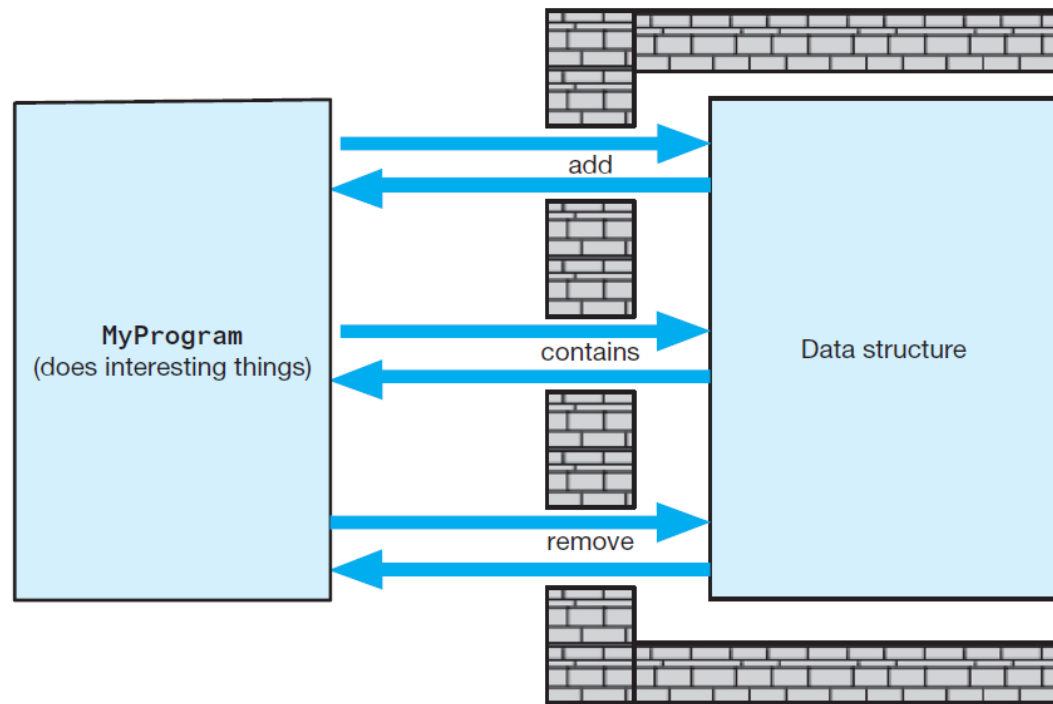 add
MyProgram
(does interesting things)
contains
Data structure
remove